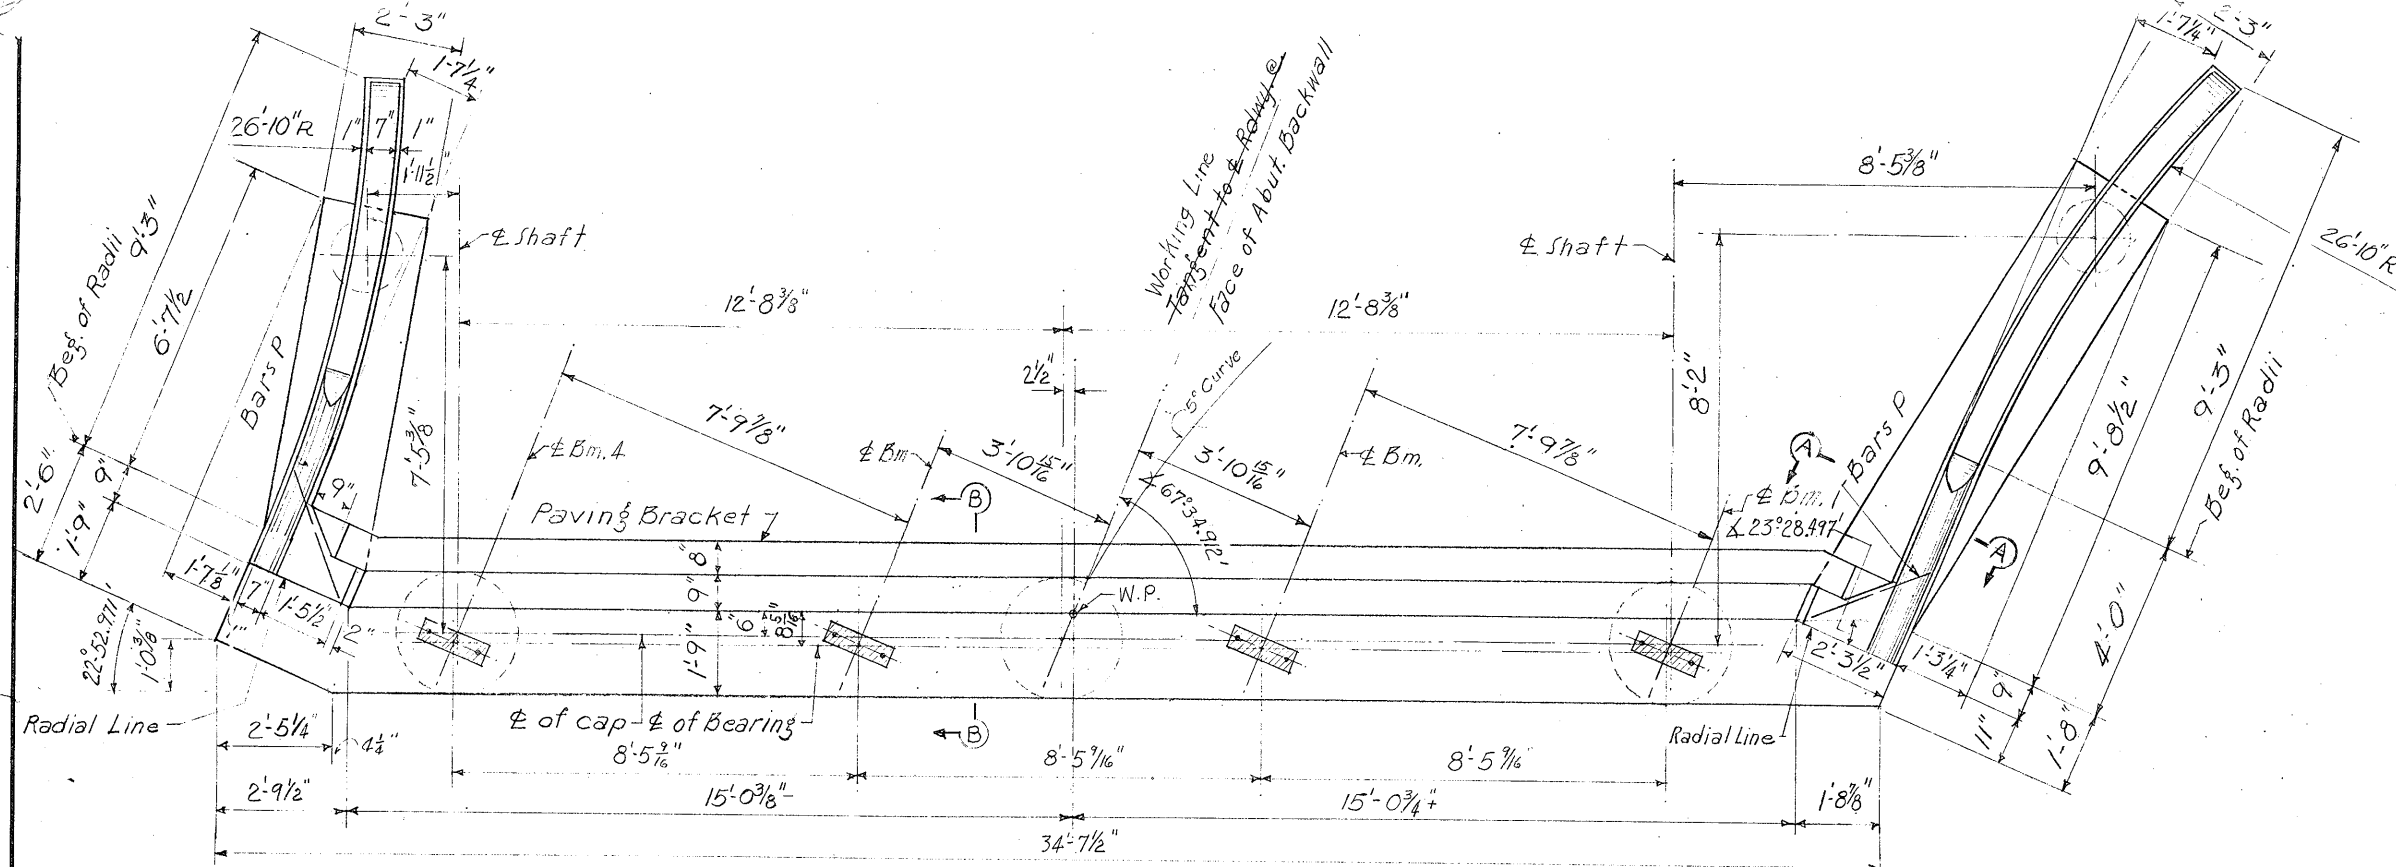 2'-3"
1'-7¼"
26'-10" R
1" 7" 1"
1'-11½"
9'-3"
Beg. of Radii
6'-7½"
Bars P
℄ Shaft
12'-8⅜"
12'-8⅜"
2½"
Working Line
Tangent to ℄ Rdwy @
Face of Abut. Backwall
5° Curve
℄ Shaft
8'-5⅜"
8'-2"
2'-3"
1'-7¼"
26'-10" R
7'-5⅜"
℄ Bm. 4
7'-9⅞"
℄ Bm
3'-10 15/16"
3'-10 15/16"
℄ Bm.
7'-9⅞"
∡ 67°34.912'
A
Bars P
℄ Bm. 1
∡ 23°28.497'
A
9'-8½"
9'-3"
Beg. of Radii
2'-6"
9"
1'-9"
9"
Paving Bracket
B
8"
9"
1'-9"
6"
8 5/16"
W.P.
1'-7⅛"
7"
1'-5½"
2"
1"
22°52.971'
1'-0⅜"
Radial Line
2'-5¼"
4¼"
℄ of cap
℄ of Bearing
B
Radial Line
2'-3½"
1'-3¼"
9"
11"
1'-8"
4'-0"
8'-5 9/16"
8'-5 9/16"
8'-5 9/16"
2'-9½"
15'-0⅜"-
15'-0¾"+
1'-8⅞"
34'-7½"